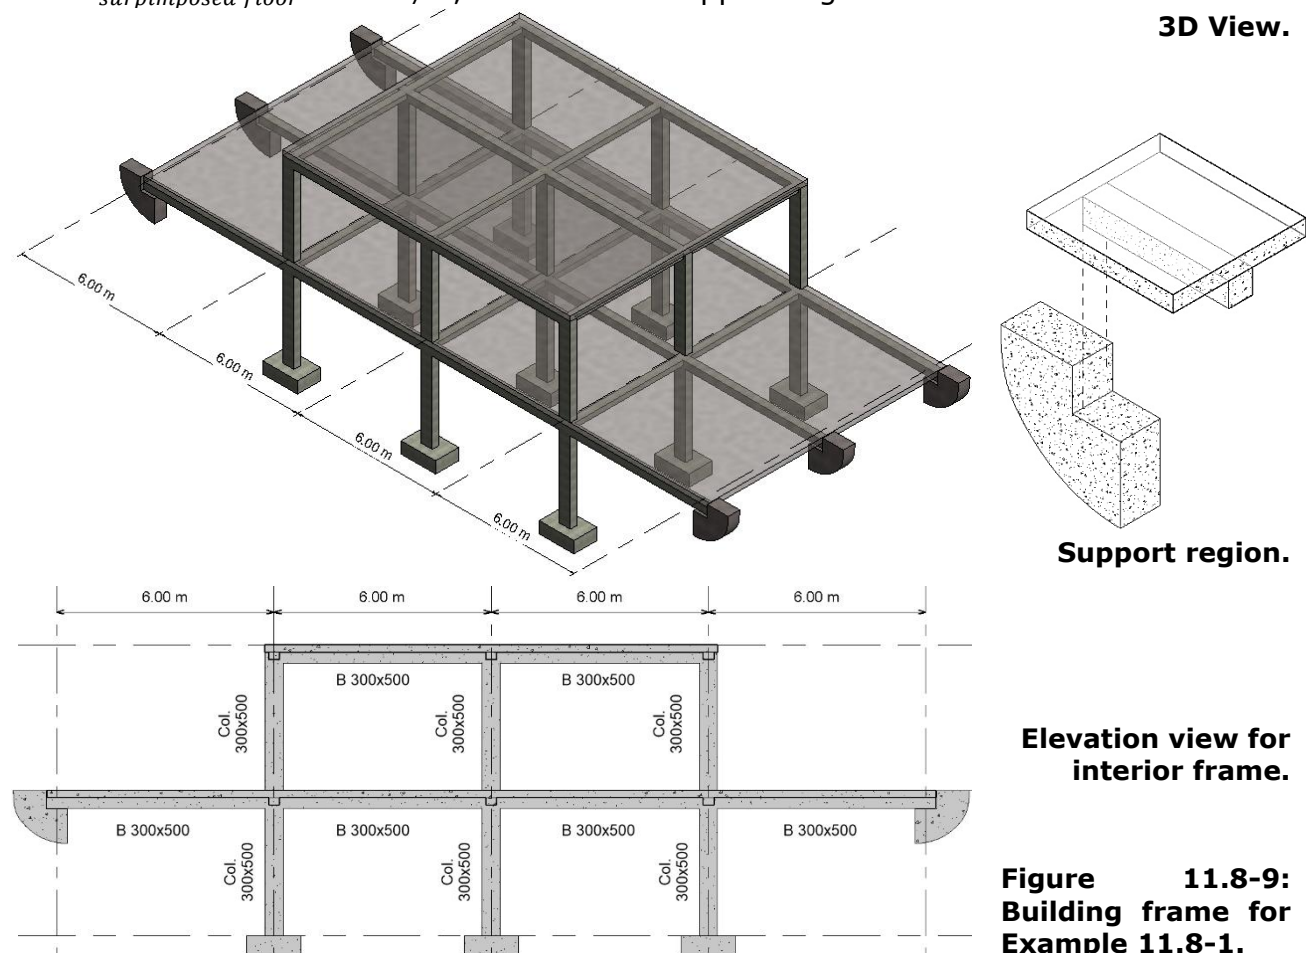 surpimposed floor
3D View.
6.00 m
6.00 m
6.00 m
6.00 m
Support region.
6.00 m
6.00 m
6.00 m
6.00 m
B 300x500
B 300x500
Col.
300x500
Col.
300x500
Col.
300x500
Elevation view for
interior frame.
B 300x500
B 300x500
B 300x500
B 300x500
Col.
300x500
Col.
300x500
Col.
300x500
Figure 11.8-9:
Building frame for
Example 11.8-1.